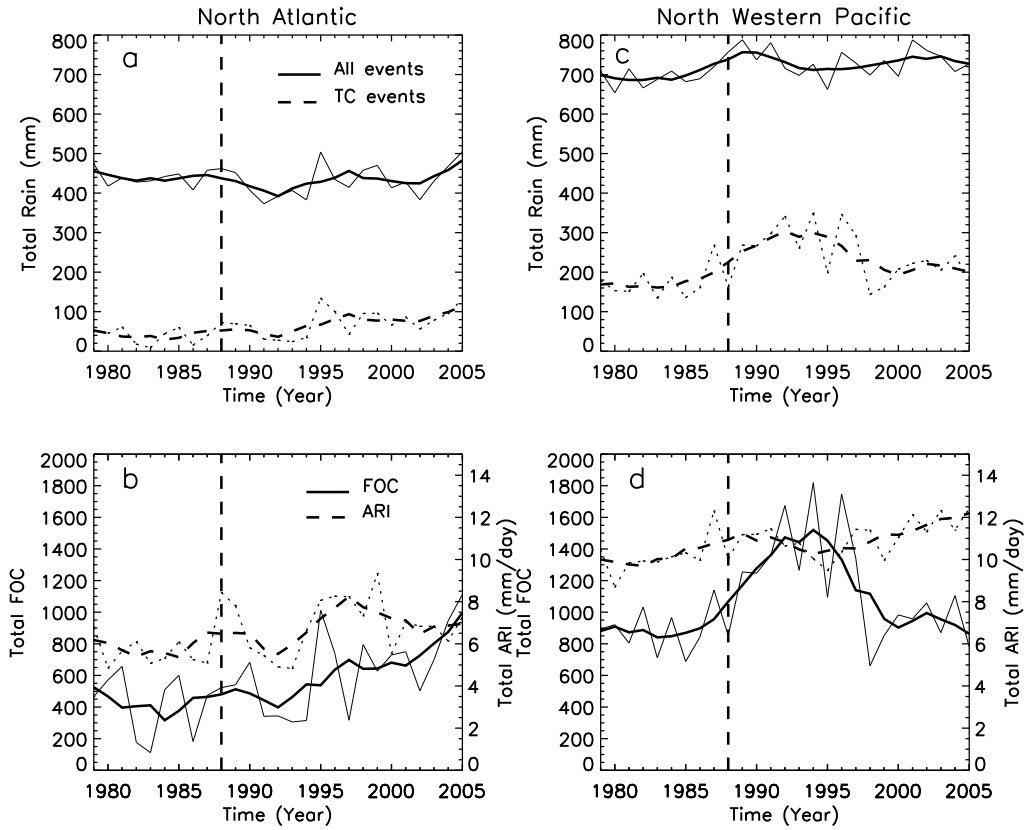 North Atlantic
North Western Pacific
a
All events
TC events
Total Rain (mm)
800
700
600
500
400
300
200
100
0
1980 1985 1990 1995 2000 2005
Time (Year)
c
Total Rain (mm)
800
700
600
500
400
300
200
100
0
1980 1985 1990 1995 2000 2005
Time (Year)
b
FOC
ARI
Total FOC
2000
1800
1600
1400
1200
1000
800
600
400
200
0
14
12
10
8
6
4
2
0
Total ARI (mm/day)
1980 1985 1990 1995 2000 2005
Time (Year)
d
Total FOC
2000
1800
1600
1400
1200
1000
800
600
400
200
0
14
12
10
8
6
4
2
0
Total ARI (mm/day)
1980 1985 1990 1995 2000 2005
Time (Year)